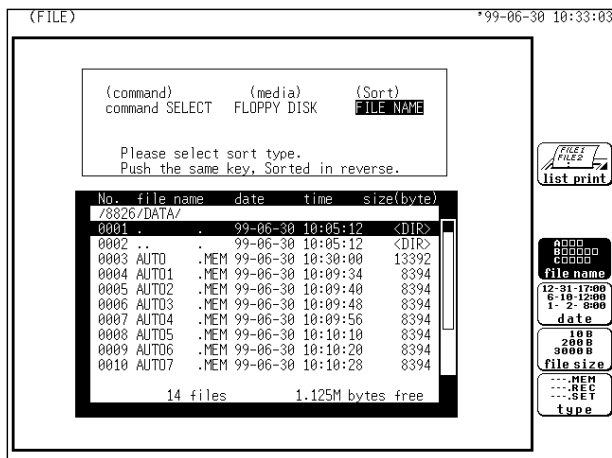 (FILE) '99-06-30 10:33:03
(command) (media) (Sort)
command SELECT FLOPPY DISK FILE NAME
Please select sort type.
Push the same key, Sorted in reverse.
No. file name date time size(byte)
/8826/DATA/
0001 . . 99-06-30 10:05:12 <DIR>
0002 .. . 99-06-30 10:05:12 <DIR>
0003 AUTO .MEM 99-06-30 10:30:00 13392
0004 AUTO1 .MEM 99-06-30 10:09:34 8394
0005 AUTO2 .MEM 99-06-30 10:09:40 8394
0006 AUTO3 .MEM 99-06-30 10:09:48 8394
0007 AUTO4 .MEM 99-06-30 10:09:56 8394
0008 AUTO5 .MEM 99-06-30 10:10:10 8394
0009 AUTO6 .MEM 99-06-30 10:10:20 8394
0010 AUTO7 .MEM 99-06-30 10:10:28 8394
14 files 1.125M bytes free
FILE1
FILE2
list print
A□□□
B□□□□□
C□□□□
file name
12-31-17:00
6-10-12:00
1- 2- 8:00
date
10B
200B
3000B
file size
---.MEM
---.REC
---.SET
type